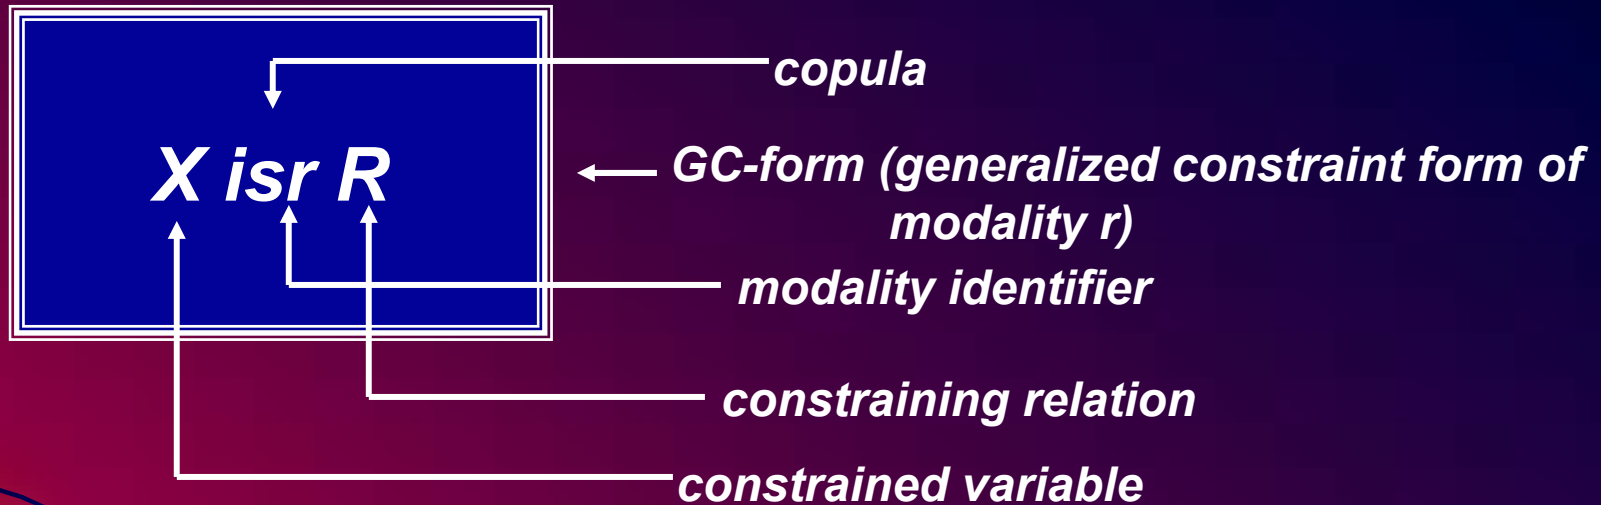 copula
X isr R
GC-form (generalized constraint form of
modality r)
modality identifier
constraining relation
constrained variable